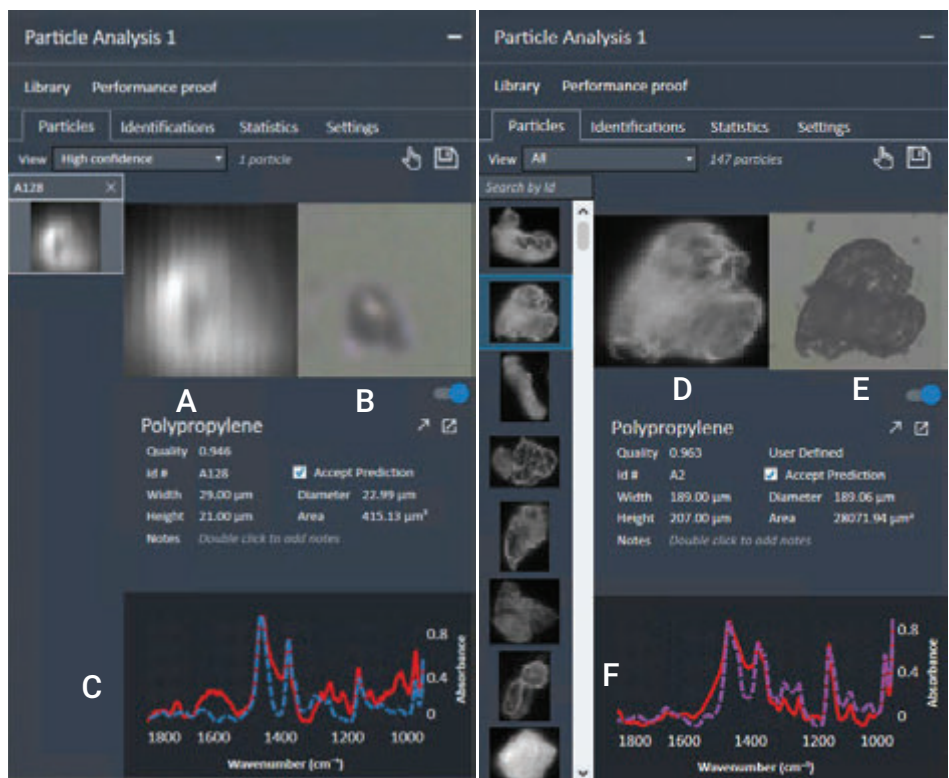 Particle Analysis 1
Library Performance proof
Particles Identifications Statistics Settings
View High confidence 1 particle
A128
A B
Polypropylene
Quality 0.946
Id # A128 Accept Prediction
Width 29.00 µm Diameter 22.99 µm
Height 21.00 µm Area 415.13 µm²
Notes Double click to add notes
C
0.8
0.4
0
Absorbance
1800 1600 1400 1200 1000
Wavenumber (cm⁻¹)
Particle Analysis 1
Library Performance proof
Particles Identifications Statistics Settings
View All 147 particles
Search by Id
D E
Polypropylene
Quality 0.963 User Defined
Id # A2 Accept Prediction
Width 189.00 µm Diameter 189.06 µm
Height 207.00 µm Area 28071.94 µm²
Notes Double click to add notes
F
0.8
0.4
0
Absorbance
1800 1600 1400 1200 1000
Wavenumber (cm⁻¹)